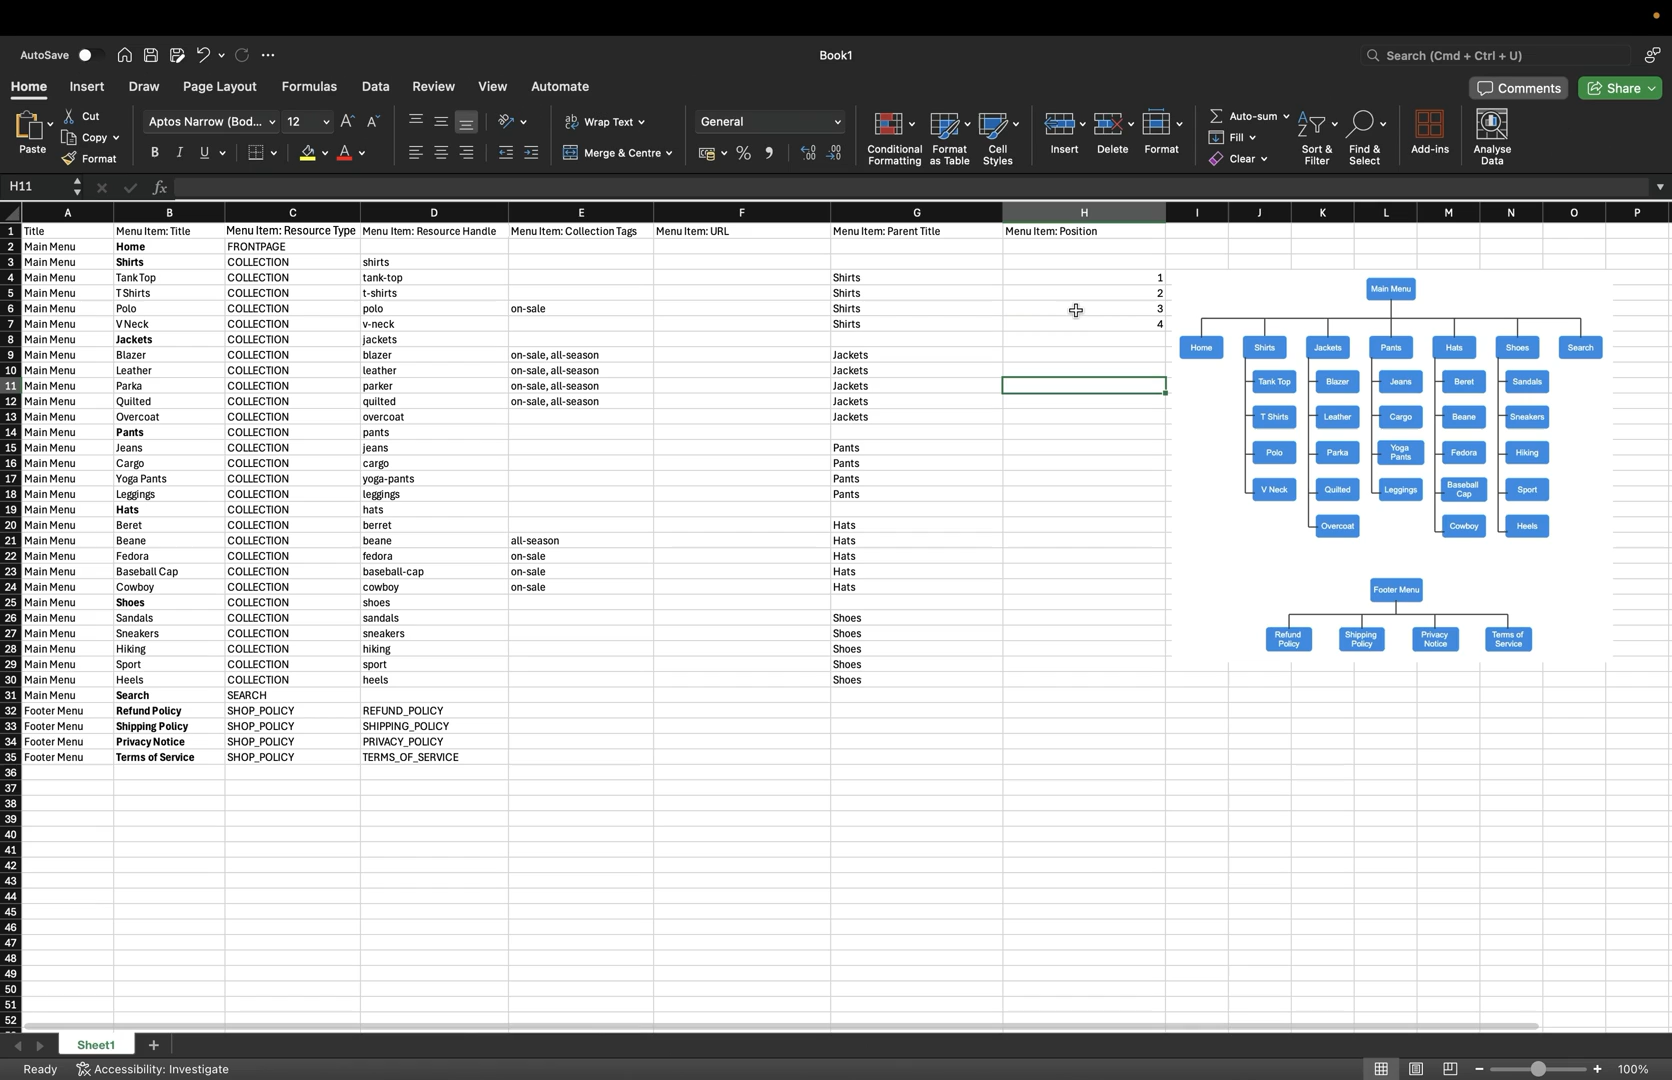 AutoSave
Book1
Search (Cmd + Ctrl + U)
Home Insert Draw Page Layout Formulas Data Review View Automate
Comments
Share
Paste
Cut
Copy
Format
Aptos Narrow (Bod...
12
B I U
Wrap Text
Merge & Centre
General
Conditional Formatting
Format as Table
Cell Styles
Insert
Delete
Format
Auto-sum
Fill
Clear
Sort & Filter
Find & Select
Add-ins
Analyse Data
H11
fx
A B C D E F G H I J K L M N O P
1 Title Menu Item: Title Menu Item: Resource Type Menu Item: Resource Handle Menu Item: Collection Tags Menu Item: URL Menu Item: Parent Title Menu Item: Position
2 Main Menu Home FRONTPAGE
3 Main Menu Shirts COLLECTION shirts
4 Main Menu Tank Top COLLECTION tank-top Shirts 1
5 Main Menu T Shirts COLLECTION t-shirts Shirts 2
6 Main Menu Polo COLLECTION polo on-sale Shirts 3
7 Main Menu V Neck COLLECTION v-neck Shirts 4
8 Main Menu Jackets COLLECTION jackets
9 Main Menu Blazer COLLECTION blazer on-sale, all-season Jackets
10 Main Menu Leather COLLECTION leather on-sale, all-season Jackets
11 Main Menu Parka COLLECTION parker on-sale, all-season Jackets
12 Main Menu Quilted COLLECTION quilted on-sale, all-season Jackets
13 Main Menu Overcoat COLLECTION overcoat Jackets
14 Main Menu Pants COLLECTION pants
15 Main Menu Jeans COLLECTION jeans Pants
16 Main Menu Cargo COLLECTION cargo Pants
17 Main Menu Yoga Pants COLLECTION yoga-pants Pants
18 Main Menu Leggings COLLECTION leggings Pants
19 Main Menu Hats COLLECTION hats
20 Main Menu Beret COLLECTION berret Hats
21 Main Menu Beane COLLECTION beane all-season Hats
22 Main Menu Fedora COLLECTION fedora on-sale Hats
23 Main Menu Baseball Cap COLLECTION baseball-cap on-sale Hats
24 Main Menu Cowboy COLLECTION cowboy on-sale Hats
25 Main Menu Shoes COLLECTION shoes
26 Main Menu Sandals COLLECTION sandals Shoes
27 Main Menu Sneakers COLLECTION sneakers Shoes
28 Main Menu Hiking COLLECTION hiking Shoes
29 Main Menu Sport COLLECTION sport Shoes
30 Main Menu Heels COLLECTION heels Shoes
31 Main Menu Search SEARCH
32 Footer Menu Refund Policy SHOP_POLICY REFUND_POLICY
33 Footer Menu Shipping Policy SHOP_POLICY SHIPPING_POLICY
34 Footer Menu Privacy Notice SHOP_POLICY PRIVACY_POLICY
35 Footer Menu Terms of Service SHOP_POLICY TERMS_OF_SERVICE
36
37
38
39
40
41
42
43
44
45
46
47
48
49
50
51
52
Main Menu
Home Shirts Jackets Pants Hats Shoes Search
Tank Top Blazer Jeans Beret Sandals
T Shirts Leather Cargo Beane Sneakers
Polo Parka Yoga Pants Fedora Hiking
V Neck Quilted Leggings Baseball Cap Sport
Overcoat Cowboy Heels
Footer Menu
Refund Policy Shipping Policy Privacy Notice Terms of Service
Sheet1
Ready
Accessibility: Investigate
100%